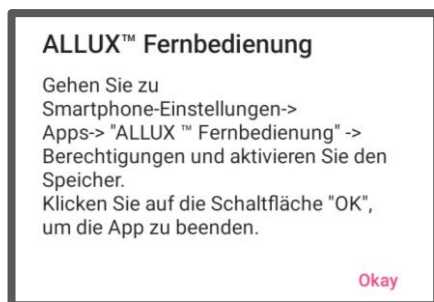 ALLUX™ Fernbedienung
Gehen Sie zu
Smartphone-Einstellungen->
Apps-> "ALLUX ™ Fernbedienung" ->
Berechtigungen und aktivieren Sie den
Speicher.
Klicken Sie auf die Schaltfläche "OK",
um die App zu beenden.
Okay